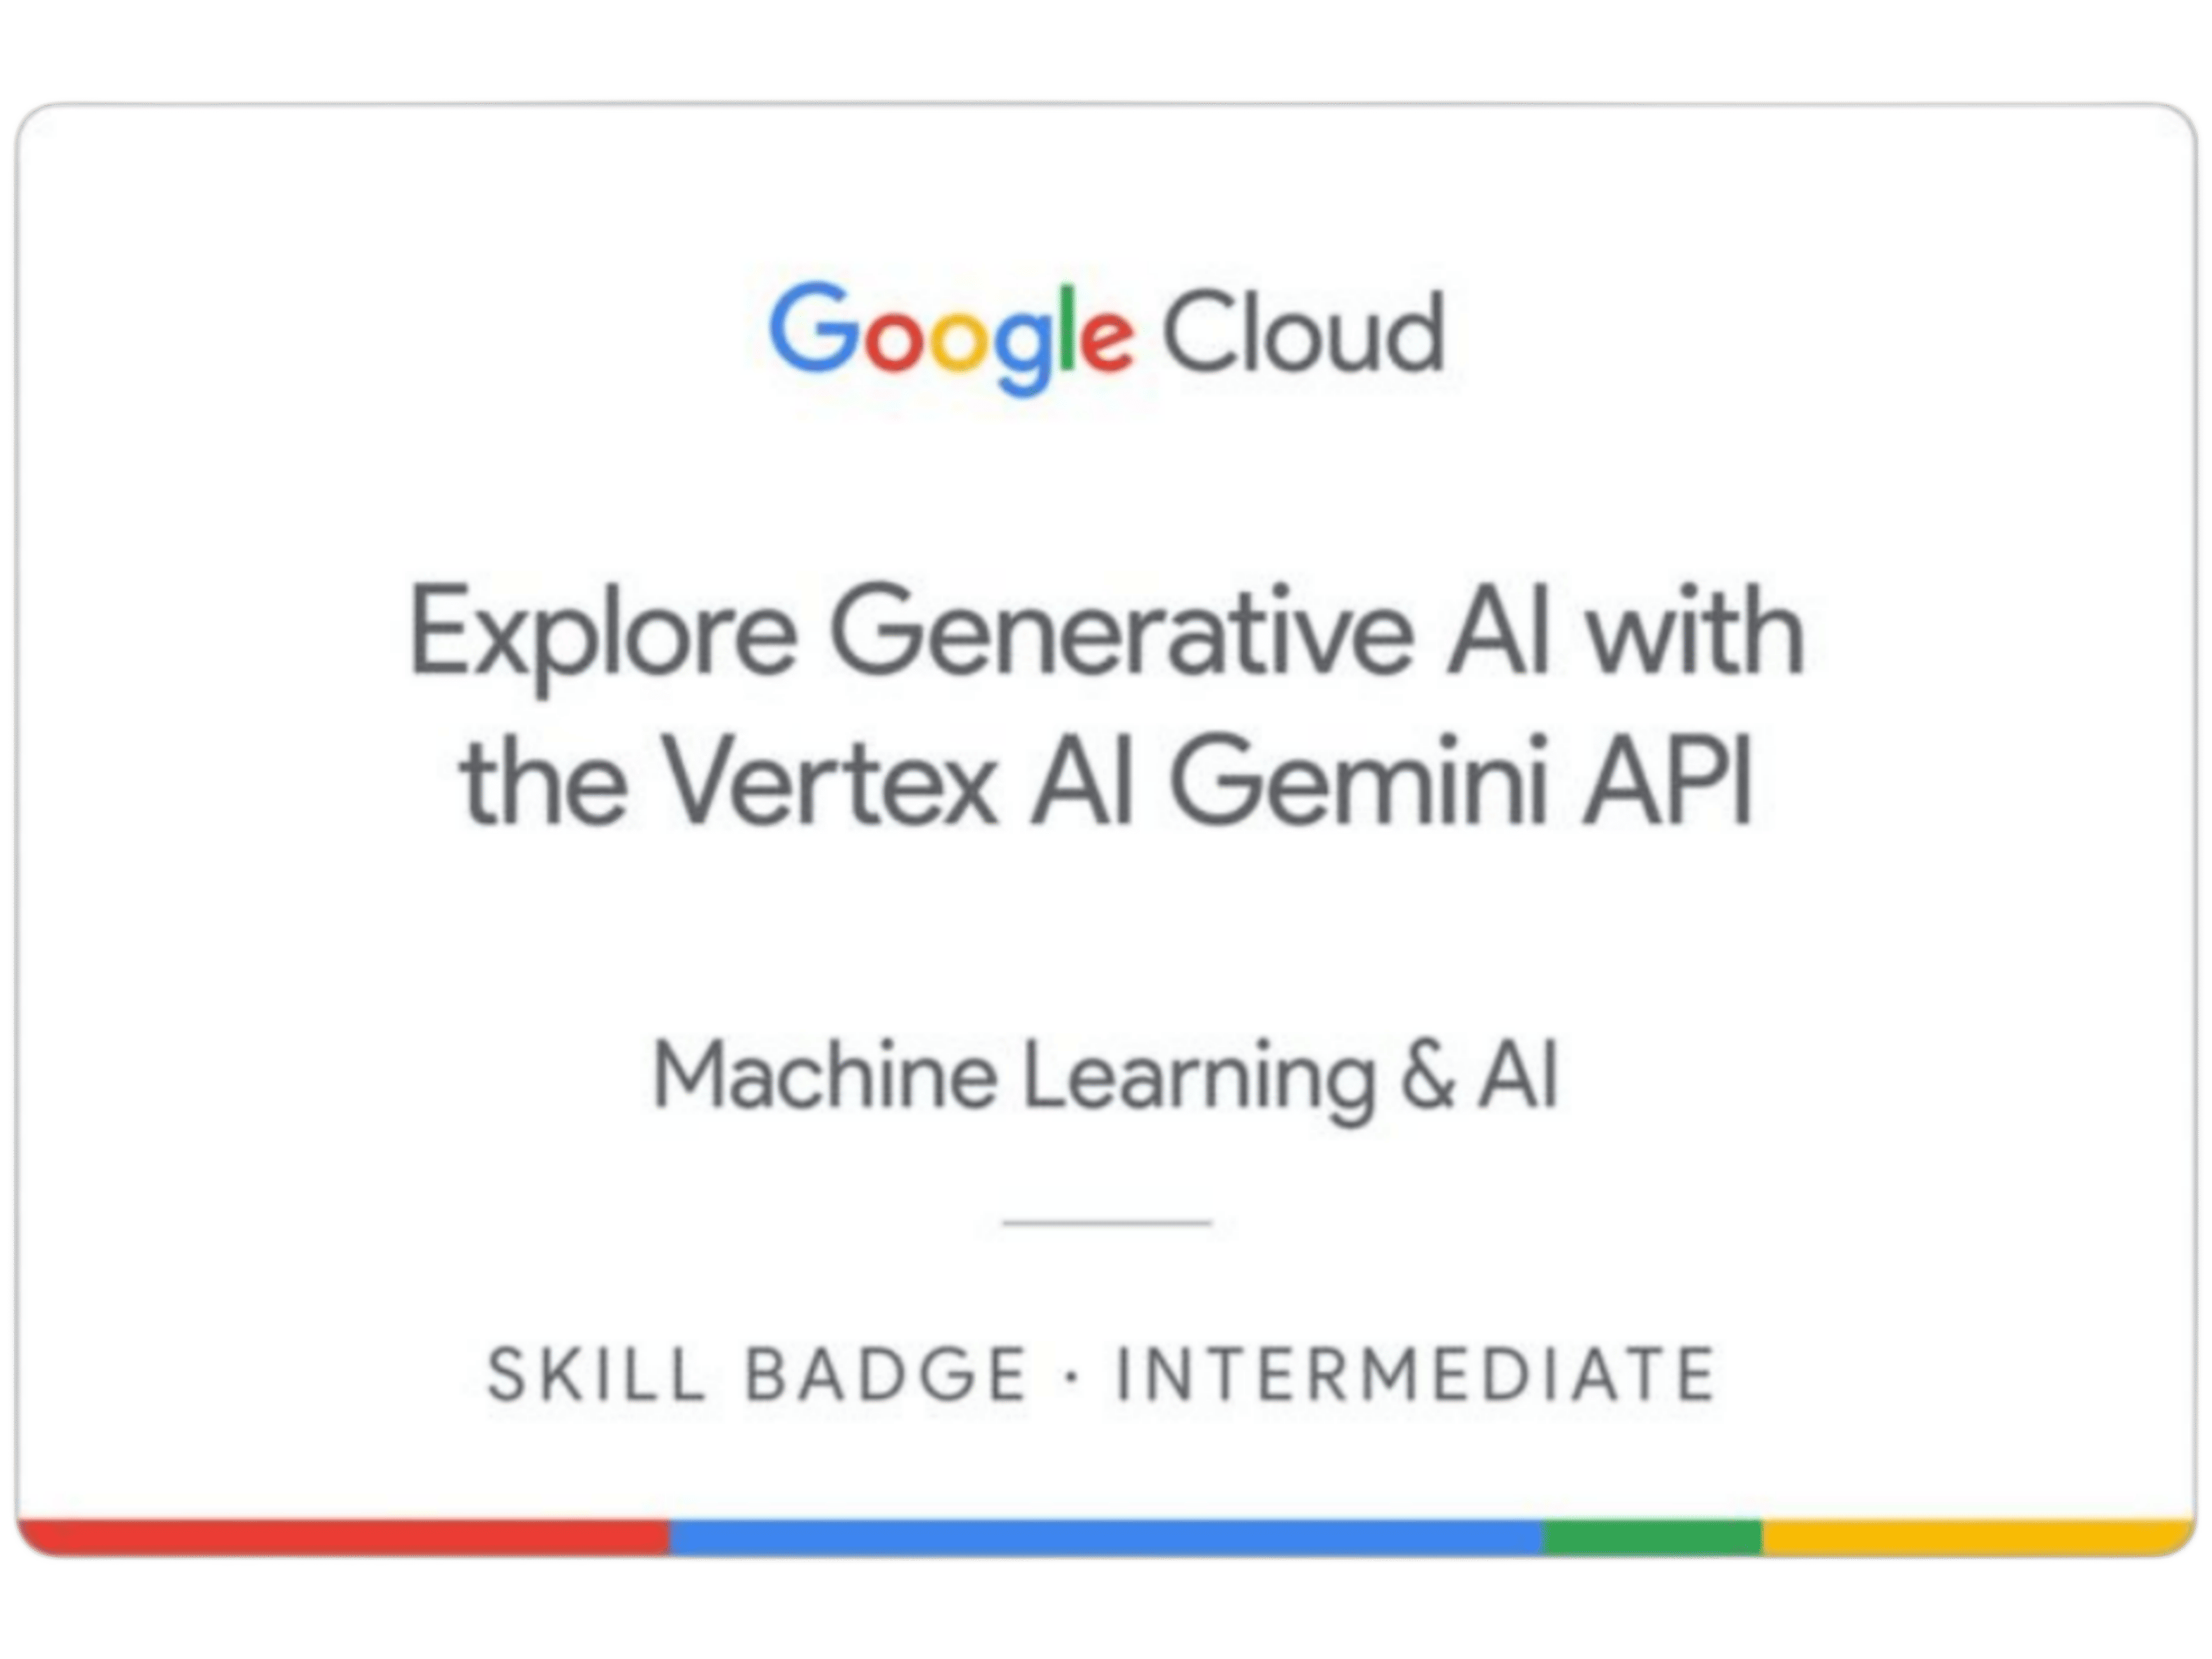 Google Cloud
Explore Generative AI with
the Vertex AI Gemini API
Machine Learning & AI
SKILL BADGE · INTERMEDIATE